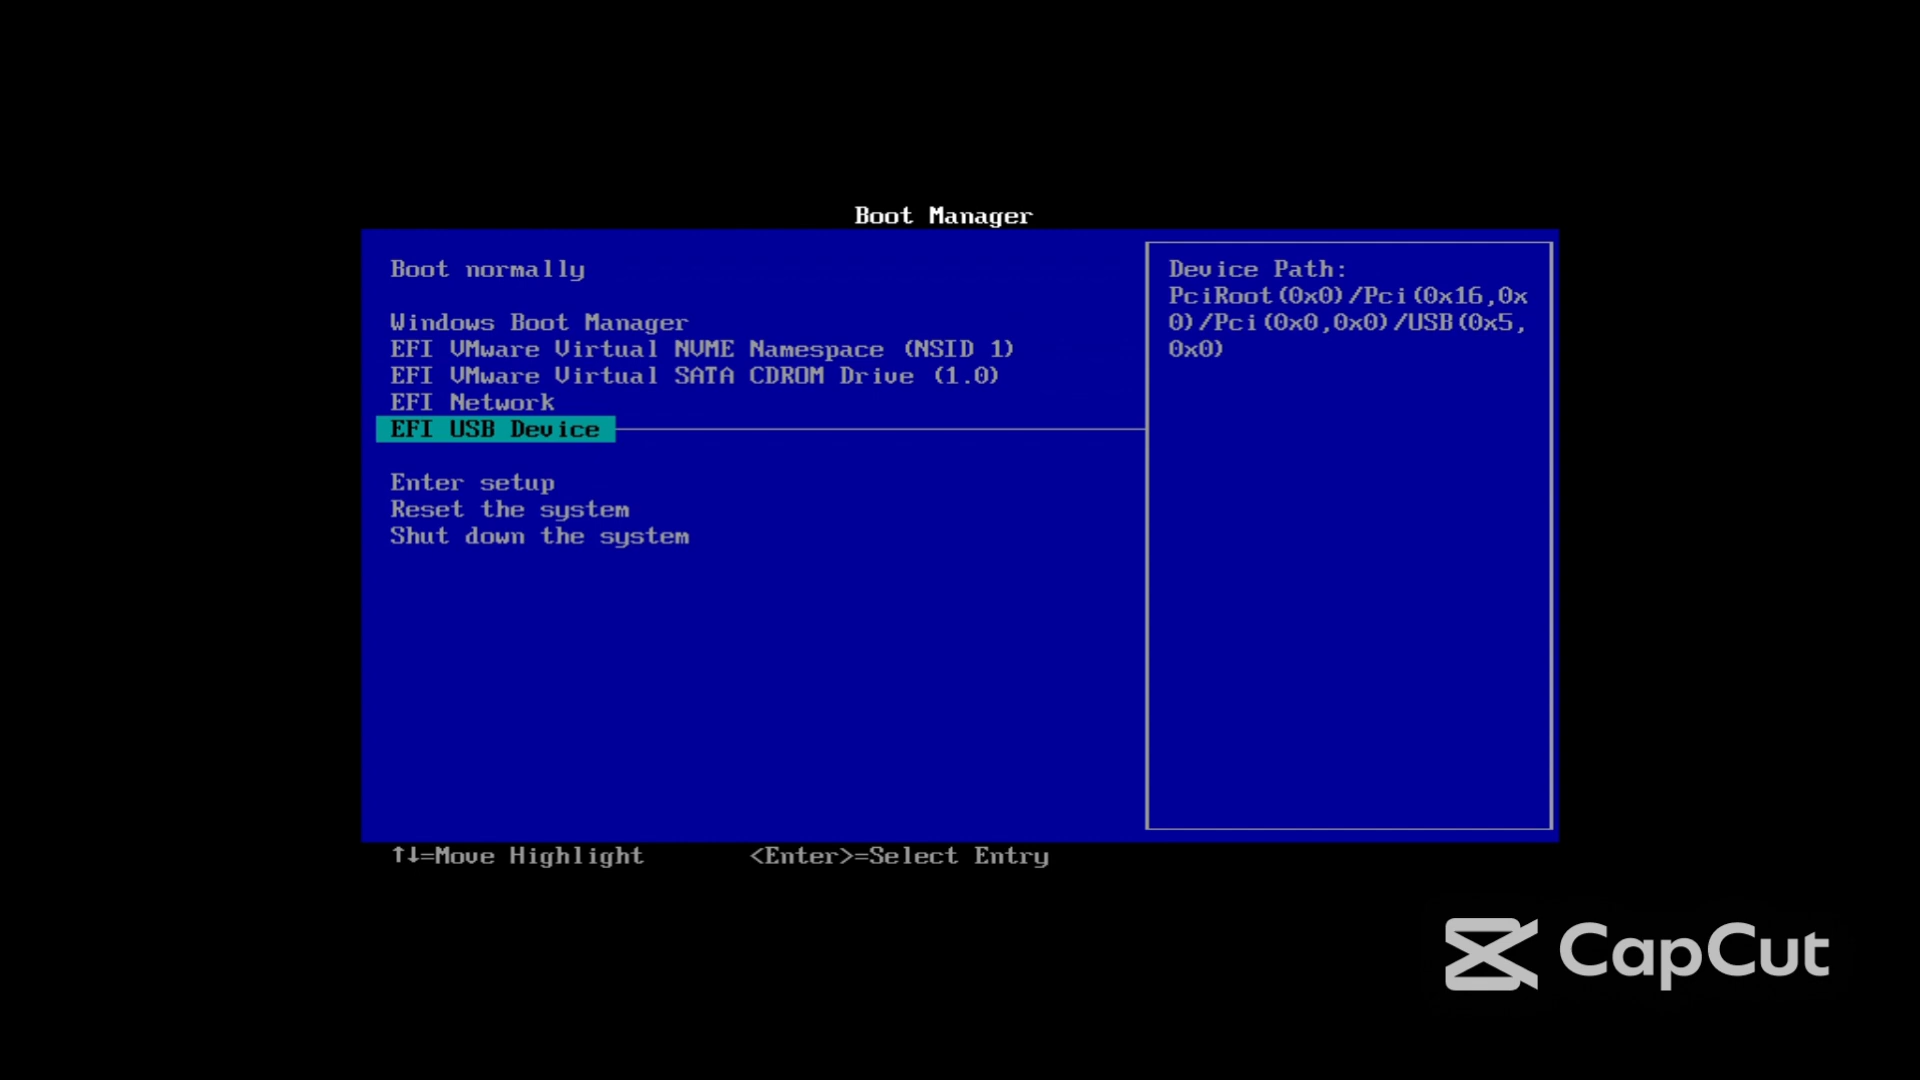 Boot Manager
Boot normally
Windows Boot Manager
EFI VMware Virtual NVME Namespace (NSID 1)
EFI VMware Virtual SATA CDROM Drive (1.0)
EFI Network
EFI USB Device
Enter setup
Reset the system
Shut down the system
Device Path:
PciRoot(0x0)/Pci(0x16,0x
0)/Pci(0x0,0x0)/USB(0x5,
0x0)
↑↓=Move Highlight <Enter>=Select Entry
CapCut